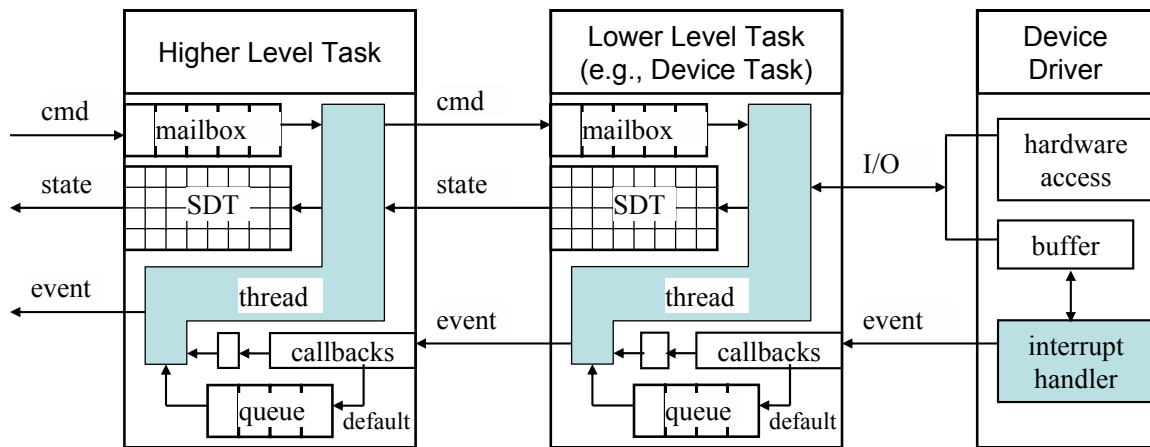 Higher Level Task
cmd
mailbox
state
SDT
event
thread
callbacks
queue
default
Lower Level Task
(e.g., Device Task)
cmd
mailbox
state
SDT
event
thread
callbacks
queue
default
I/O
event
Device
Driver
hardware
access
buffer
interrupt
handler